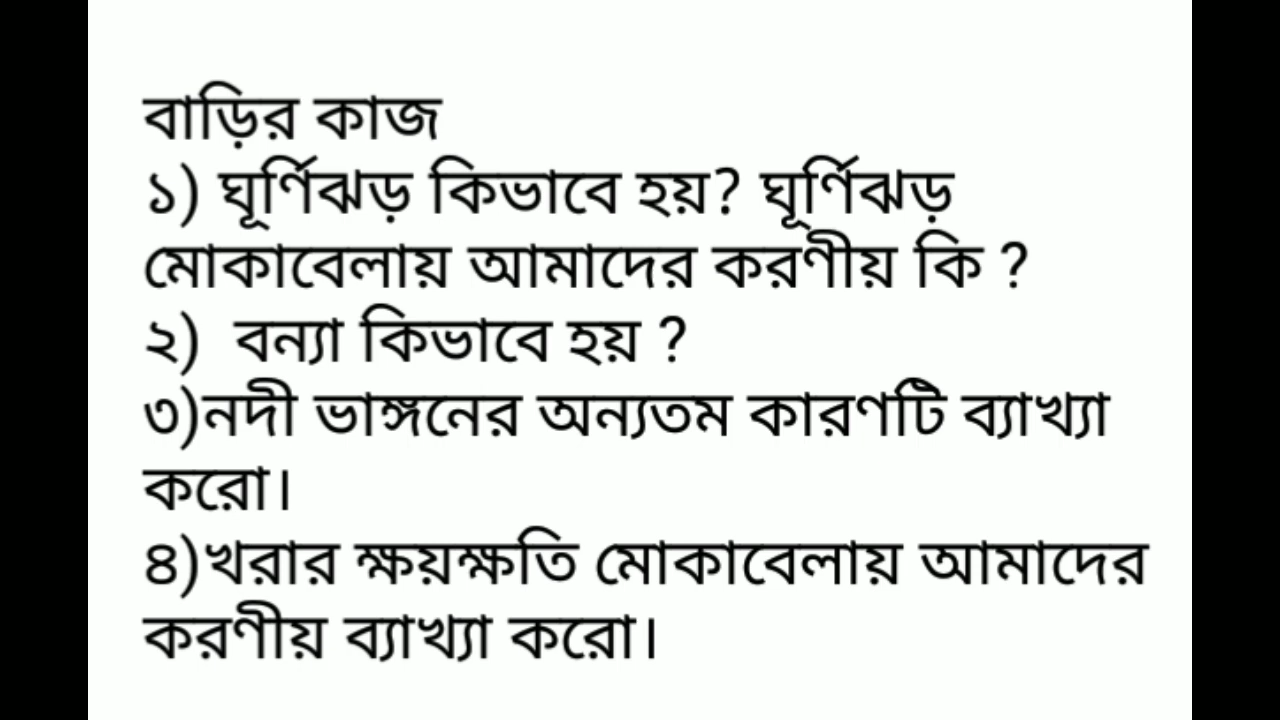 বাড়ির কাজ
১) ঘূর্ণিঝড় কিভাবে হয়? ঘূর্ণিঝড়
মোকাবেলায় আমাদের করণীয় কি ?
২)  বন্যা কিভাবে হয় ?
৩)নদী ভাঙ্গনের অন্যতম কারণটি ব্যাখ্যা
করো।
৪)খরার ক্ষয়ক্ষতি মোকাবেলায় আমাদের
করণীয় ব্যাখ্যা করো।